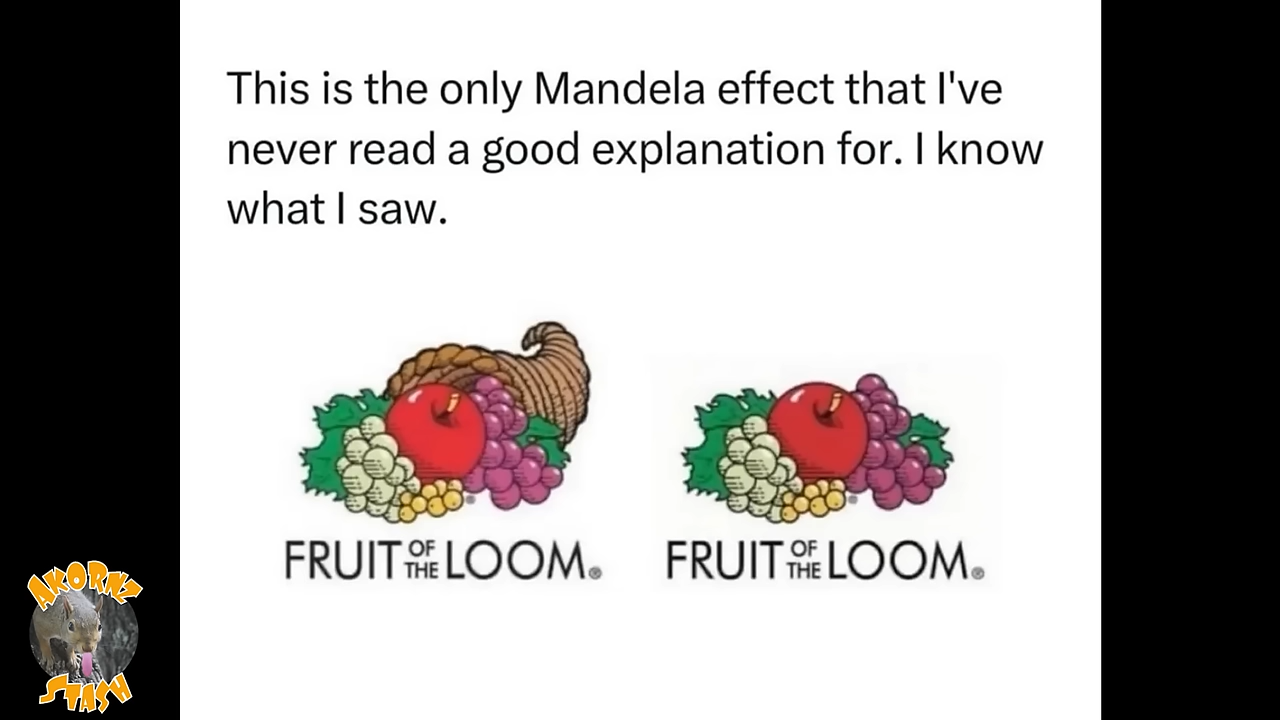 This is the only Mandela effect that I've
never read a good explanation for. I know
what I saw.
FRUIT OF THE LOOM®
FRUIT OF THE LOOM®
AKORNZ
STASH